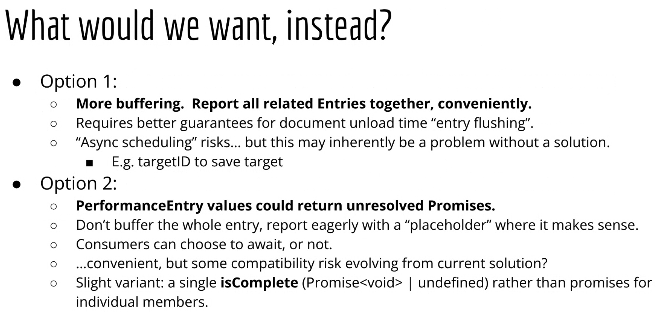 What would we want, instead?
● Option 1:
○ More buffering. Report all related Entries together, conveniently.
○ Requires better guarantees for document unload time “entry flushing”.
○ “Async scheduling” risks... but this may inherently be a problem without a solution.
■ E.g. targetID to save target
● Option 2:
○ PerformanceEntry values could return unresolved Promises.
○ Don’t buffer the whole entry, report eagerly with a “placeholder” where it makes sense.
○ Consumers can choose to await, or not.
○ ...convenient, but some compatibility risk evolving from current solution?
○ Slight variant: a single isComplete (Promise<void> | undefined) rather than promises for
individual members.